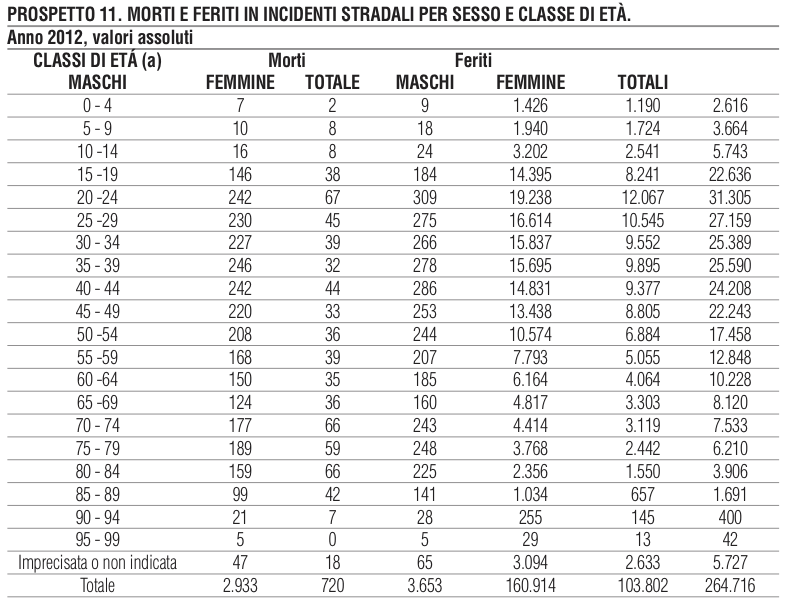 PROSPETTO 11. MORTI E FERITI IN INCIDENTI STRADALI PER SESSO E CLASSE DI ETÀ.
Anno 2012, valori assoluti
CLASSI DI ETÁ (a) Morti Feriti
MASCHI FEMMINE TOTALE MASCHI FEMMINE TOTALI
0 - 4 7 2 9 1.426 1.190 2.616
5 - 9 10 8 18 1.940 1.724 3.664
10 -14 16 8 24 3.202 2.541 5.743
15 -19 146 38 184 14.395 8.241 22.636
20 -24 242 67 309 19.238 12.067 31.305
25 -29 230 45 275 16.614 10.545 27.159
30 - 34 227 39 266 15.837 9.552 25.389
35 - 39 246 32 278 15.695 9.895 25.590
40 - 44 242 44 286 14.831 9.377 24.208
45 - 49 220 33 253 13.438 8.805 22.243
50 -54 208 36 244 10.574 6.884 17.458
55 -59 168 39 207 7.793 5.055 12.848
60 -64 150 35 185 6.164 4.064 10.228
65 -69 124 36 160 4.817 3.303 8.120
70 - 74 177 66 243 4.414 3.119 7.533
75 - 79 189 59 248 3.768 2.442 6.210
80 - 84 159 66 225 2.356 1.550 3.906
85 - 89 99 42 141 1.034 657 1.691
90 - 94 21 7 28 255 145 400
95 - 99 5 0 5 29 13 42
Imprecisata o non indicata 47 18 65 3.094 2.633 5.727
Totale 2.933 720 3.653 160.914 103.802 264.716